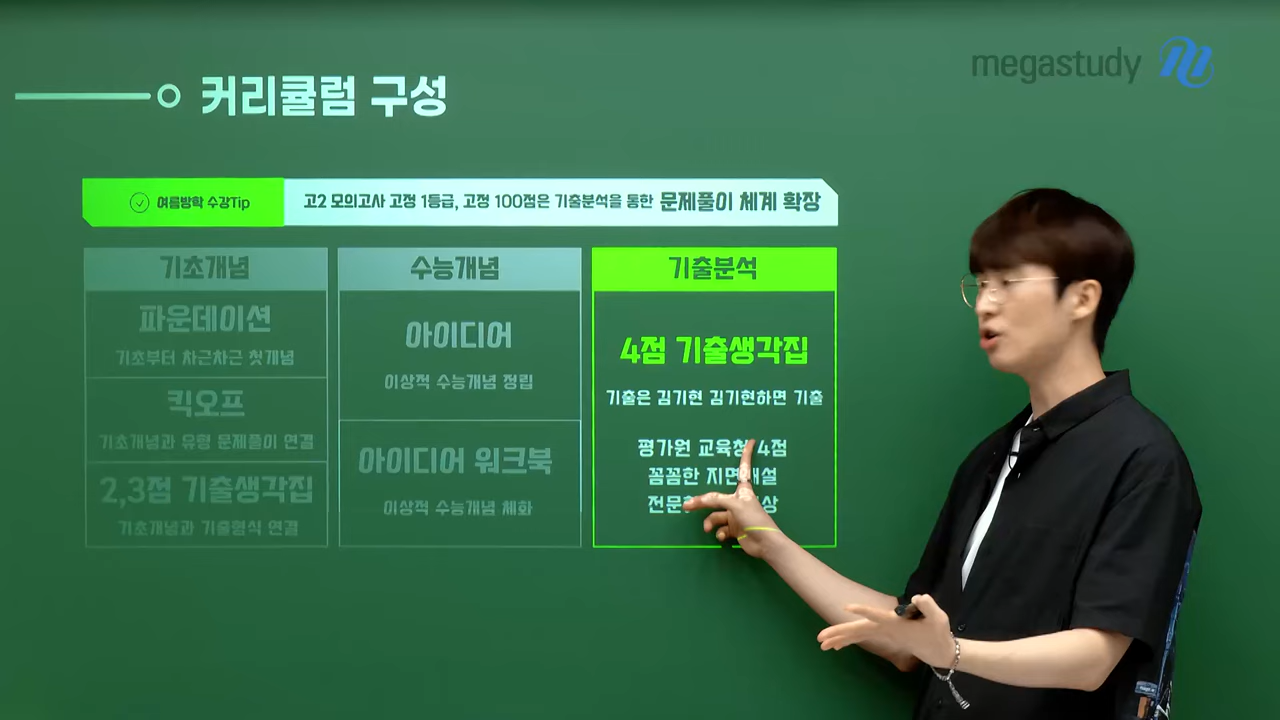 megastudy
커리큘럼 구성
여름방학 수강Tip
고2 모의고사 고정 1등급, 고정 100점은 기출분석을 통한 문제풀이 체계 확장
기초개념
파운데이션
기초부터 차근차근 첫개념
킥오프
기초개념과 유형 문제풀이 연결
2,3점 기출생각집
기초개념과 기출형식 연결
수능개념
아이디어
이상적 수능개념 정립
아이디어 워크북
이상적 수능개념 체화
기출분석
4점 기출생각집
기출은 김기현 김기현하면 기출
평가원 교육청 4점
꼼꼼한 지면해설